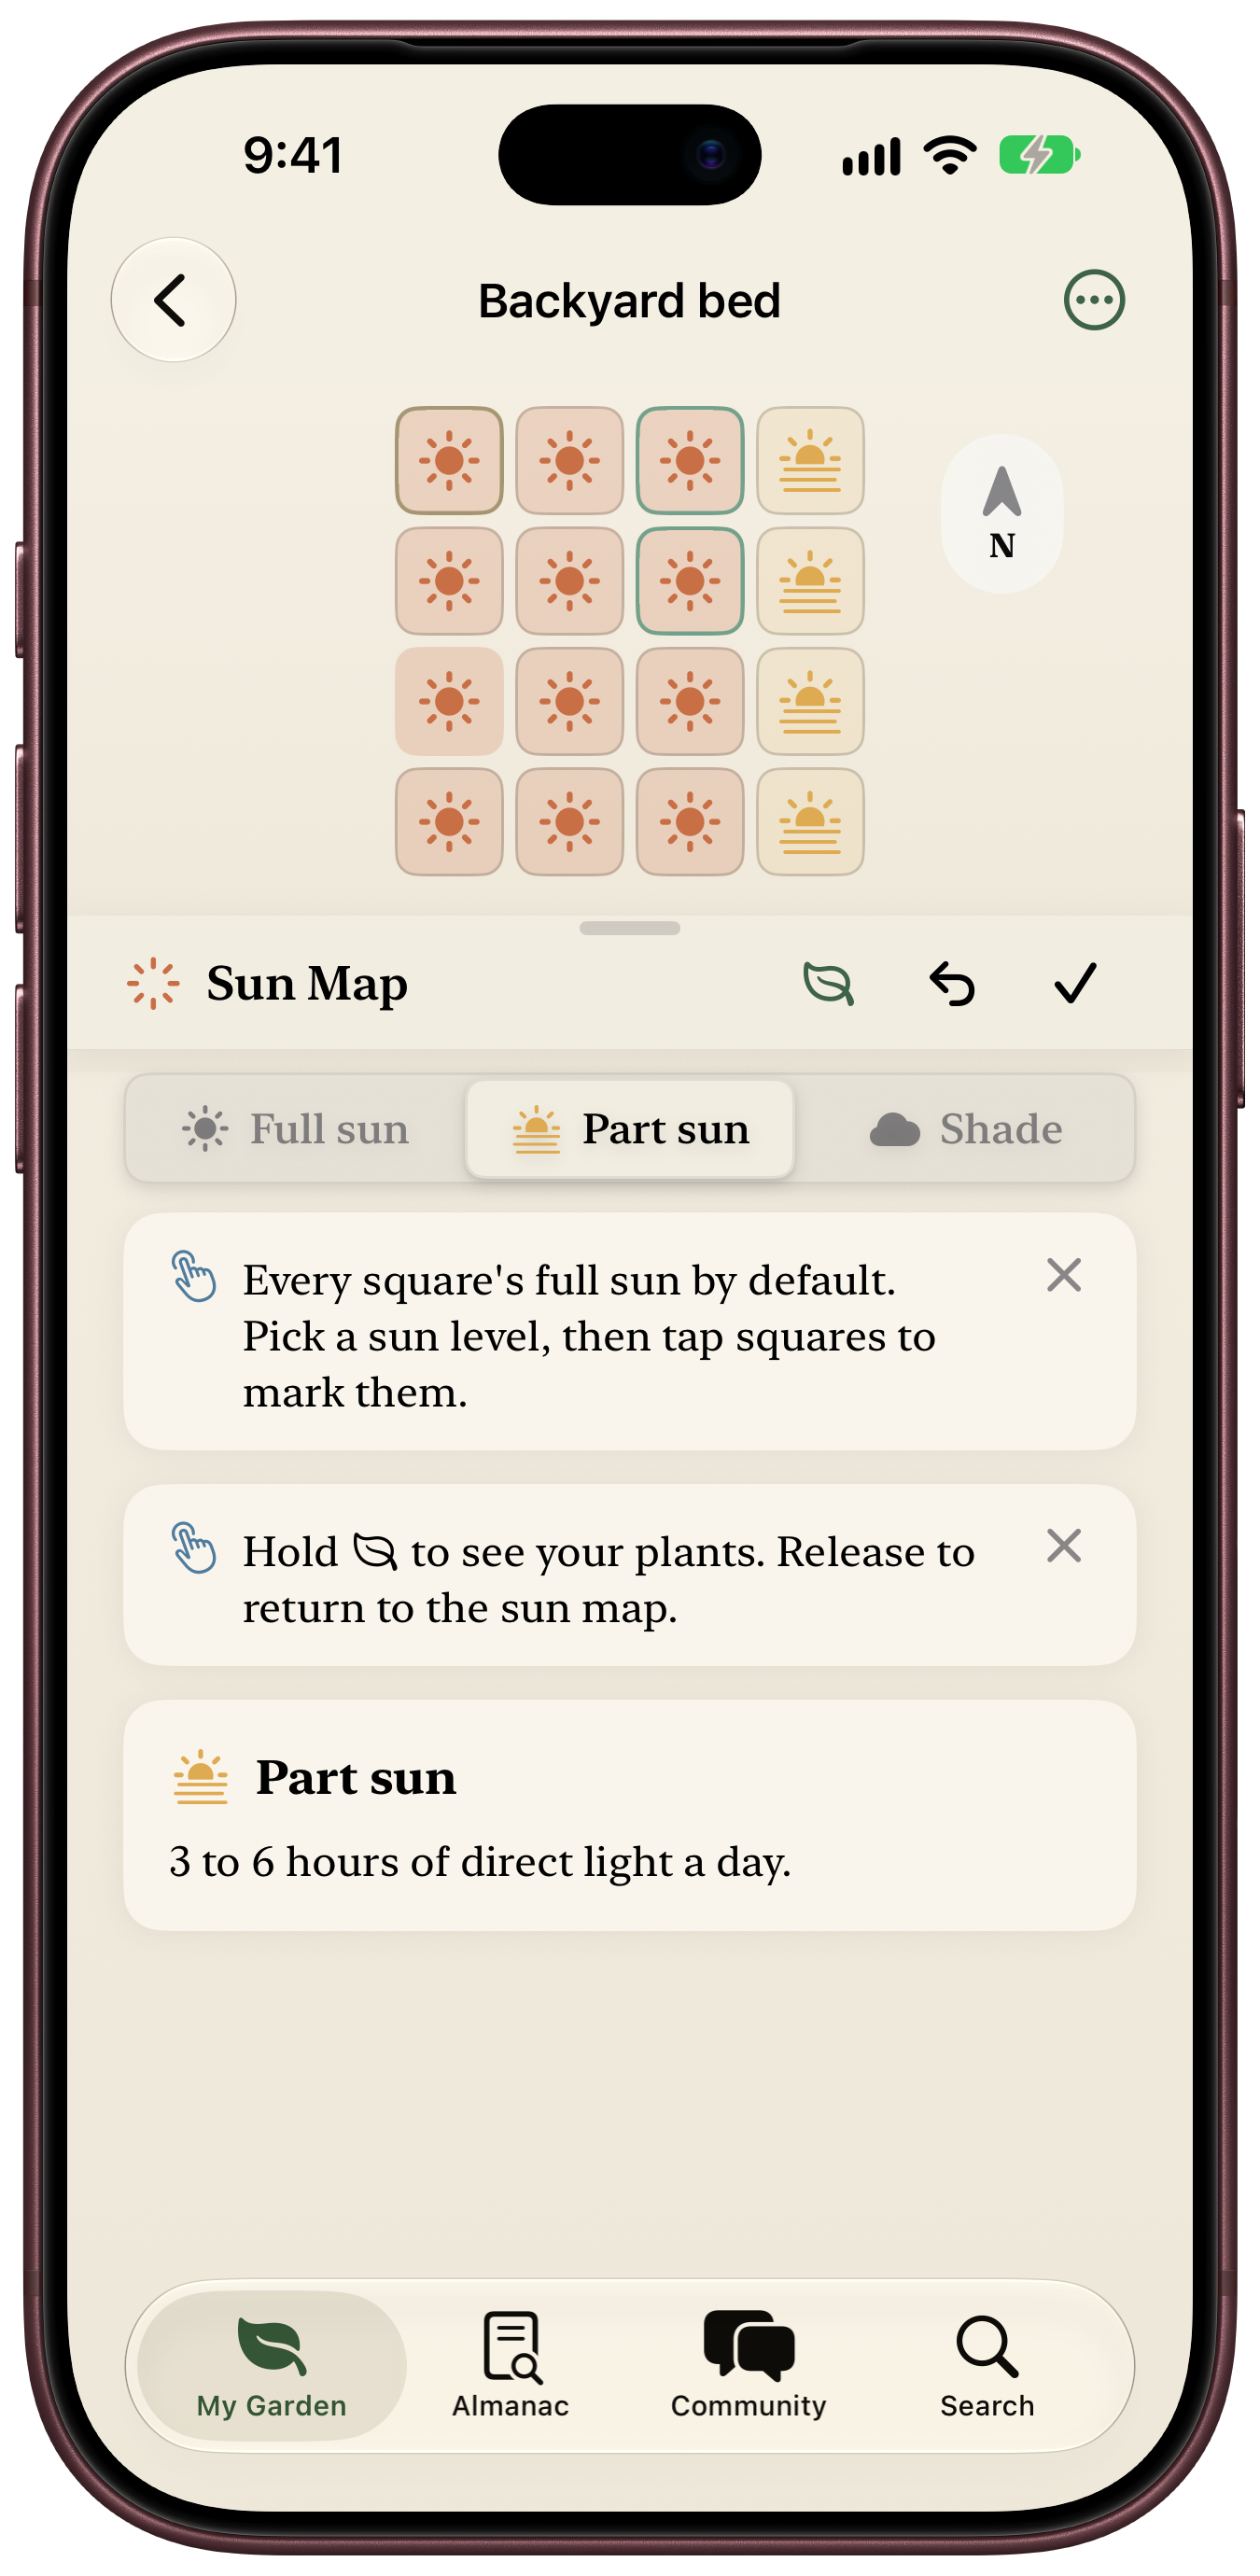 9:41
Backyard bed
N
Sun Map
Full sun
Part sun
Shade
Every square's full sun by default.
Pick a sun level, then tap squares to
mark them.
Hold to see your plants. Release to
return to the sun map.
Part sun
3 to 6 hours of direct light a day.
My Garden
Almanac
Community
Search